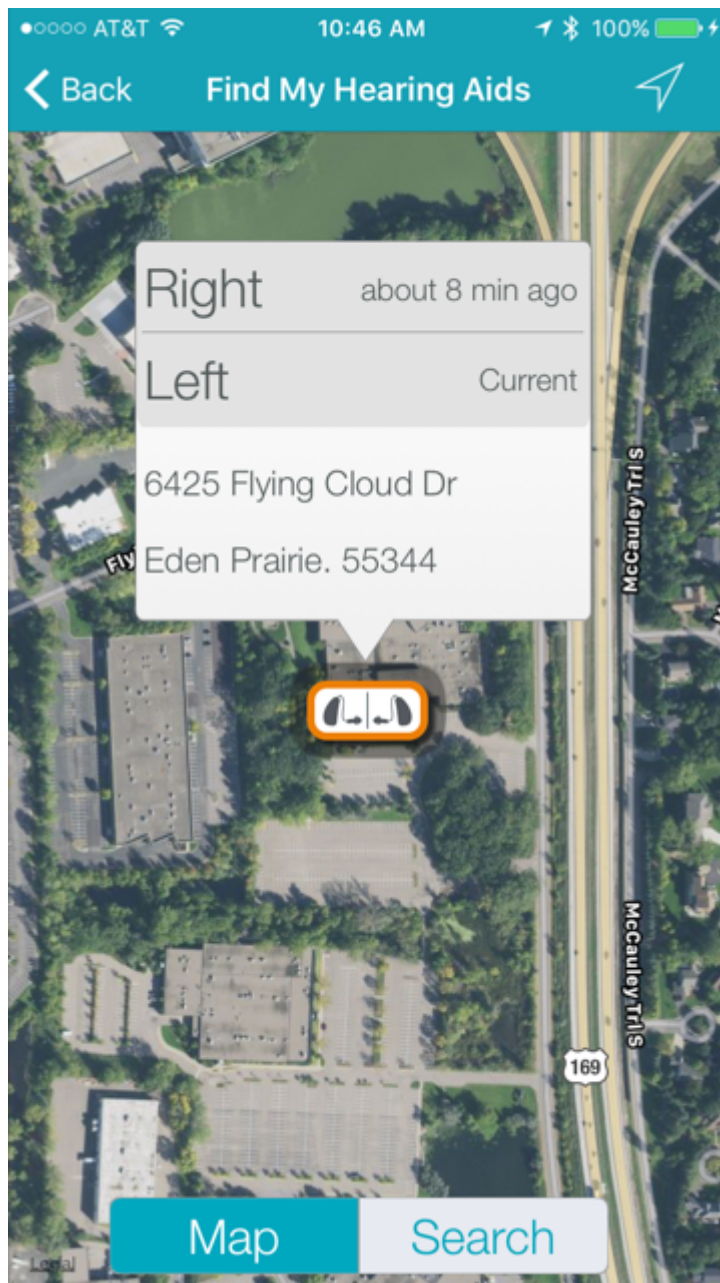 AT&T 10:46 AM 100%
Back Find My Hearing Aids
Right about 8 min ago
Left Current
6425 Flying Cloud Dr
Eden Prairie. 55344
McCauley Trl S
Fly
McCauley Trl S
169
Map Search
Legal